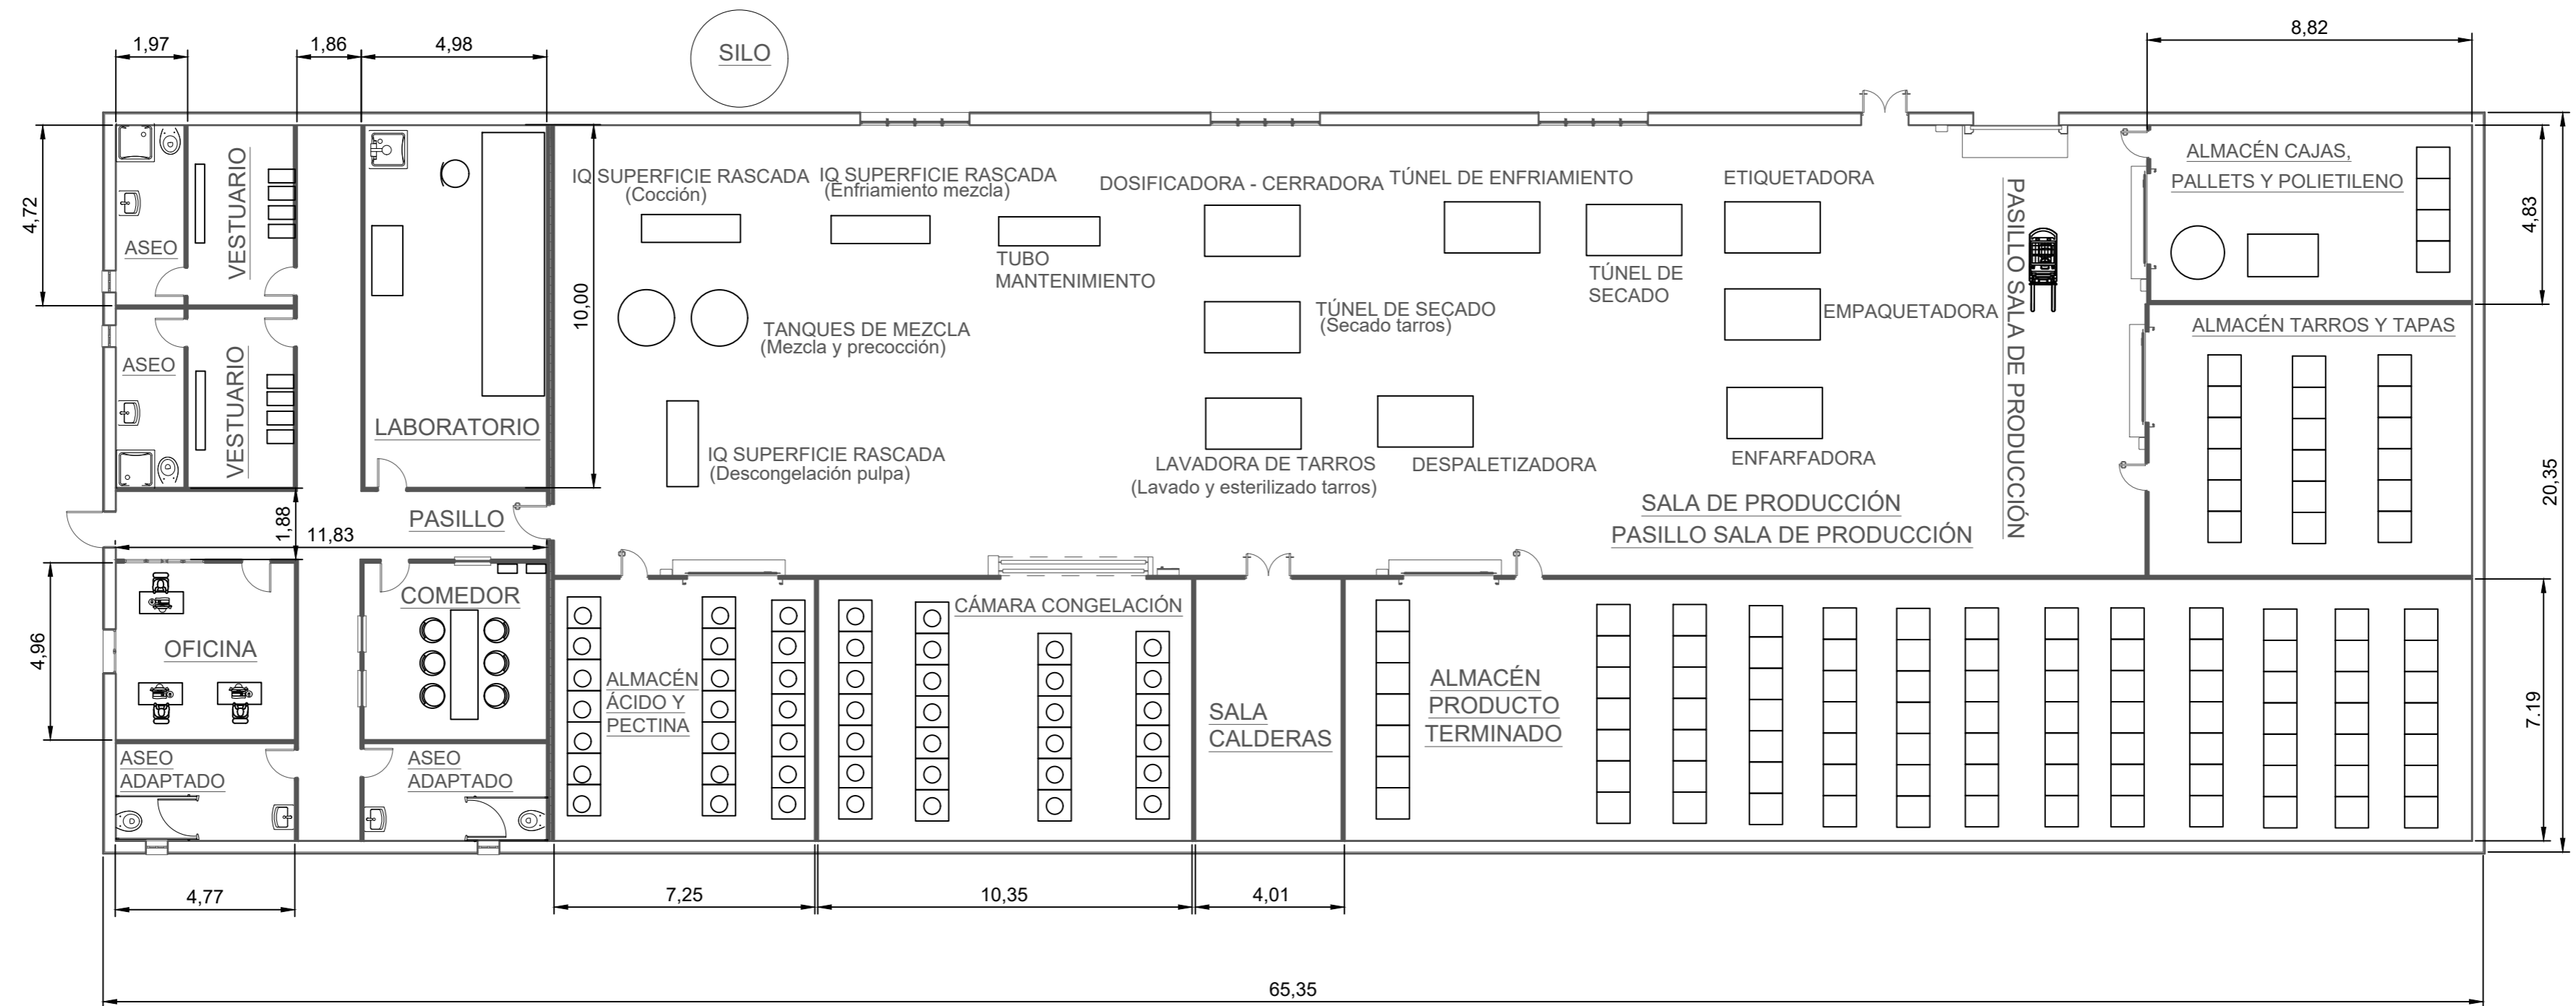 SILO
1,97
1,86
4,98
8,82
4,72
ASEO
VESTUARIO
ASEO
VESTUARIO
LABORATORIO
10,00
IQ SUPERFICIE RASCADA
(Cocción)
IQ SUPERFICIE RASCADA
(Enfriamiento mezcla)
TUBO
MANTENIMIENTO
DOSIFICADORA - CERRADORA
TÚNEL DE ENFRIAMIENTO
TÚNEL DE
SECADO
ETIQUETADORA
TANQUES DE MEZCLA
(Mezcla y precocción)
TÚNEL DE SECADO
(Secado tarros)
EMPAQUETADORA
IQ SUPERFICIE RASCADA
(Descongelación pulpa)
LAVADORA DE TARROS
(Lavado y esterilizado tarros)
DESPALETIZADORA
ENFARFADORA
SALA DE PRODUCCIÓN
PASILLO SALA DE PRODUCCIÓN
PASILLO SALA DE PRODUCCIÓN
ALMACÉN CAJAS,
PALLETS Y POLIETILENO
4,83
ALMACÉN TARROS Y TAPAS
20,35
PASILLO
1,88
11,83
4,96
OFICINA
COMEDOR
ASEO
ADAPTADO
ASEO
ADAPTADO
ALMACÉN
ÁCIDO Y
PECTINA
CÁMARA CONGELACIÓN
SALA
CALDERAS
ALMACÉN
PRODUCTO
TERMINADO
7.19
4,77
7,25
10,35
4,01
65,35